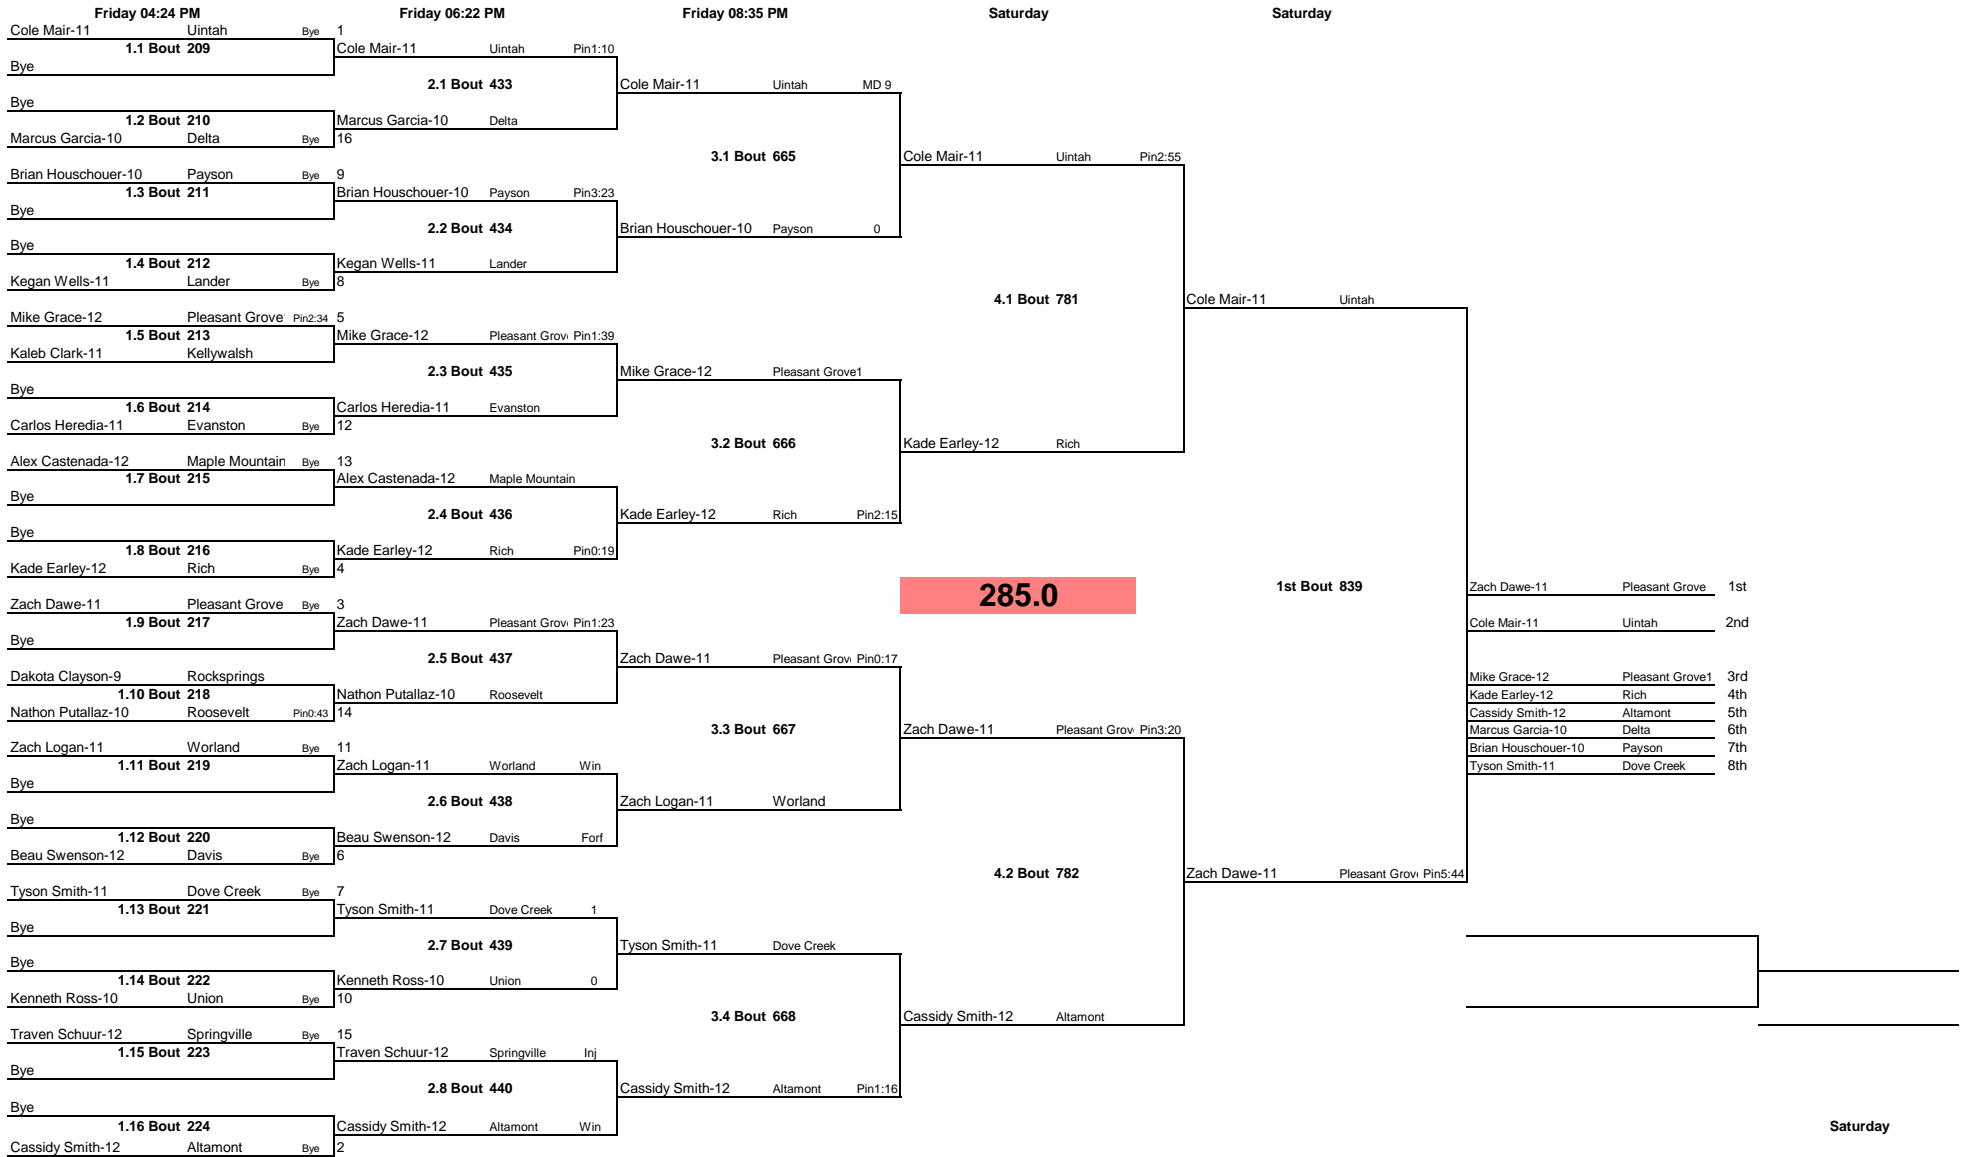 Friday 04:24 PM Friday 06:22 PM Friday 08:35 PM Saturday Saturday
Cole Mair-11 Uintah Bye 1
1.1 Bout 209 Cole Mair-11 Uintah Pin1:10
Bye
2.1 Bout 433 Cole Mair-11 Uintah MD 9
Bye
1.2 Bout 210 Marcus Garcia-10 Delta
Marcus Garcia-10 Delta Bye 16
3.1 Bout 665 Cole Mair-11 Uintah Pin2:55
Brian Houschouer-10 Payson Bye 9
1.3 Bout 211 Brian Houschouer-10 Payson Pin3:23
Bye
2.2 Bout 434 Brian Houschouer-10 Payson 0
Bye
1.4 Bout 212 Kegan Wells-11 Lander
Kegan Wells-11 Lander Bye 8
4.1 Bout 781 Cole Mair-11 Uintah
Mike Grace-12 Pleasant Grove Pin2:34 5
1.5 Bout 213 Mike Grace-12 Pleasant Grov Pin1:39
Kaleb Clark-11 Kellywalsh
2.3 Bout 435 Mike Grace-12 Pleasant Grove1
Bye
1.6 Bout 214 Carlos Heredia-11 Evanston
Carlos Heredia-11 Evanston Bye 12
3.2 Bout 666 Kade Earley-12 Rich
Alex Castenada-12 Maple Mountain Bye 13
1.7 Bout 215 Alex Castenada-12 Maple Mountain
Bye
2.4 Bout 436 Kade Earley-12 Rich Pin2:15
Bye
1.8 Bout 216 Kade Earley-12 Rich Pin0:19
Kade Earley-12 Rich Bye 4
285.0 1st Bout 839 Zach Dawe-11 Pleasant Grove 1st
Zach Dawe-11 Pleasant Grove Bye 3
1.9 Bout 217 Zach Dawe-11 Pleasant Grov Pin1:23 Cole Mair-11 Uintah 2nd
Bye
2.5 Bout 437 Zach Dawe-11 Pleasant Grov Pin0:17
Dakota Clayson-9 Rocksprings Mike Grace-12 Pleasant Grove1 3rd
1.10 Bout 218 Nathon Putallaz-10 Roosevelt Kade Earley-12 Rich 4th
Nathon Putallaz-10 Roosevelt Pin0:43 14 Cassidy Smith-12 Altamont 5th
3.3 Bout 667 Zach Dawe-11 Pleasant Grov Pin3:20 Marcus Garcia-10 Delta 6th
Zach Logan-11 Worland Bye 11 Brian Houschouer-10 Payson 7th
1.11 Bout 219 Zach Logan-11 Worland Win Tyson Smith-11 Dove Creek 8th
Bye
2.6 Bout 438 Zach Logan-11 Worland
Bye
1.12 Bout 220 Beau Swenson-12 Davis Forf
Beau Swenson-12 Davis Bye 6
4.2 Bout 782 Zach Dawe-11 Pleasant Grov Pin5:44
Tyson Smith-11 Dove Creek Bye 7
1.13 Bout 221 Tyson Smith-11 Dove Creek 1
Bye
2.7 Bout 439 Tyson Smith-11 Dove Creek
Bye
1.14 Bout 222 Kenneth Ross-10 Union 0
Kenneth Ross-10 Union Bye 10
3.4 Bout 668 Cassidy Smith-12 Altamont
Traven Schuur-12 Springville Bye 15
1.15 Bout 223 Traven Schuur-12 Springville Inj
Bye
2.8 Bout 440 Cassidy Smith-12 Altamont Pin1:16
Bye
1.16 Bout 224 Cassidy Smith-12 Altamont Win Saturday
Cassidy Smith-12 Altamont Bye 2